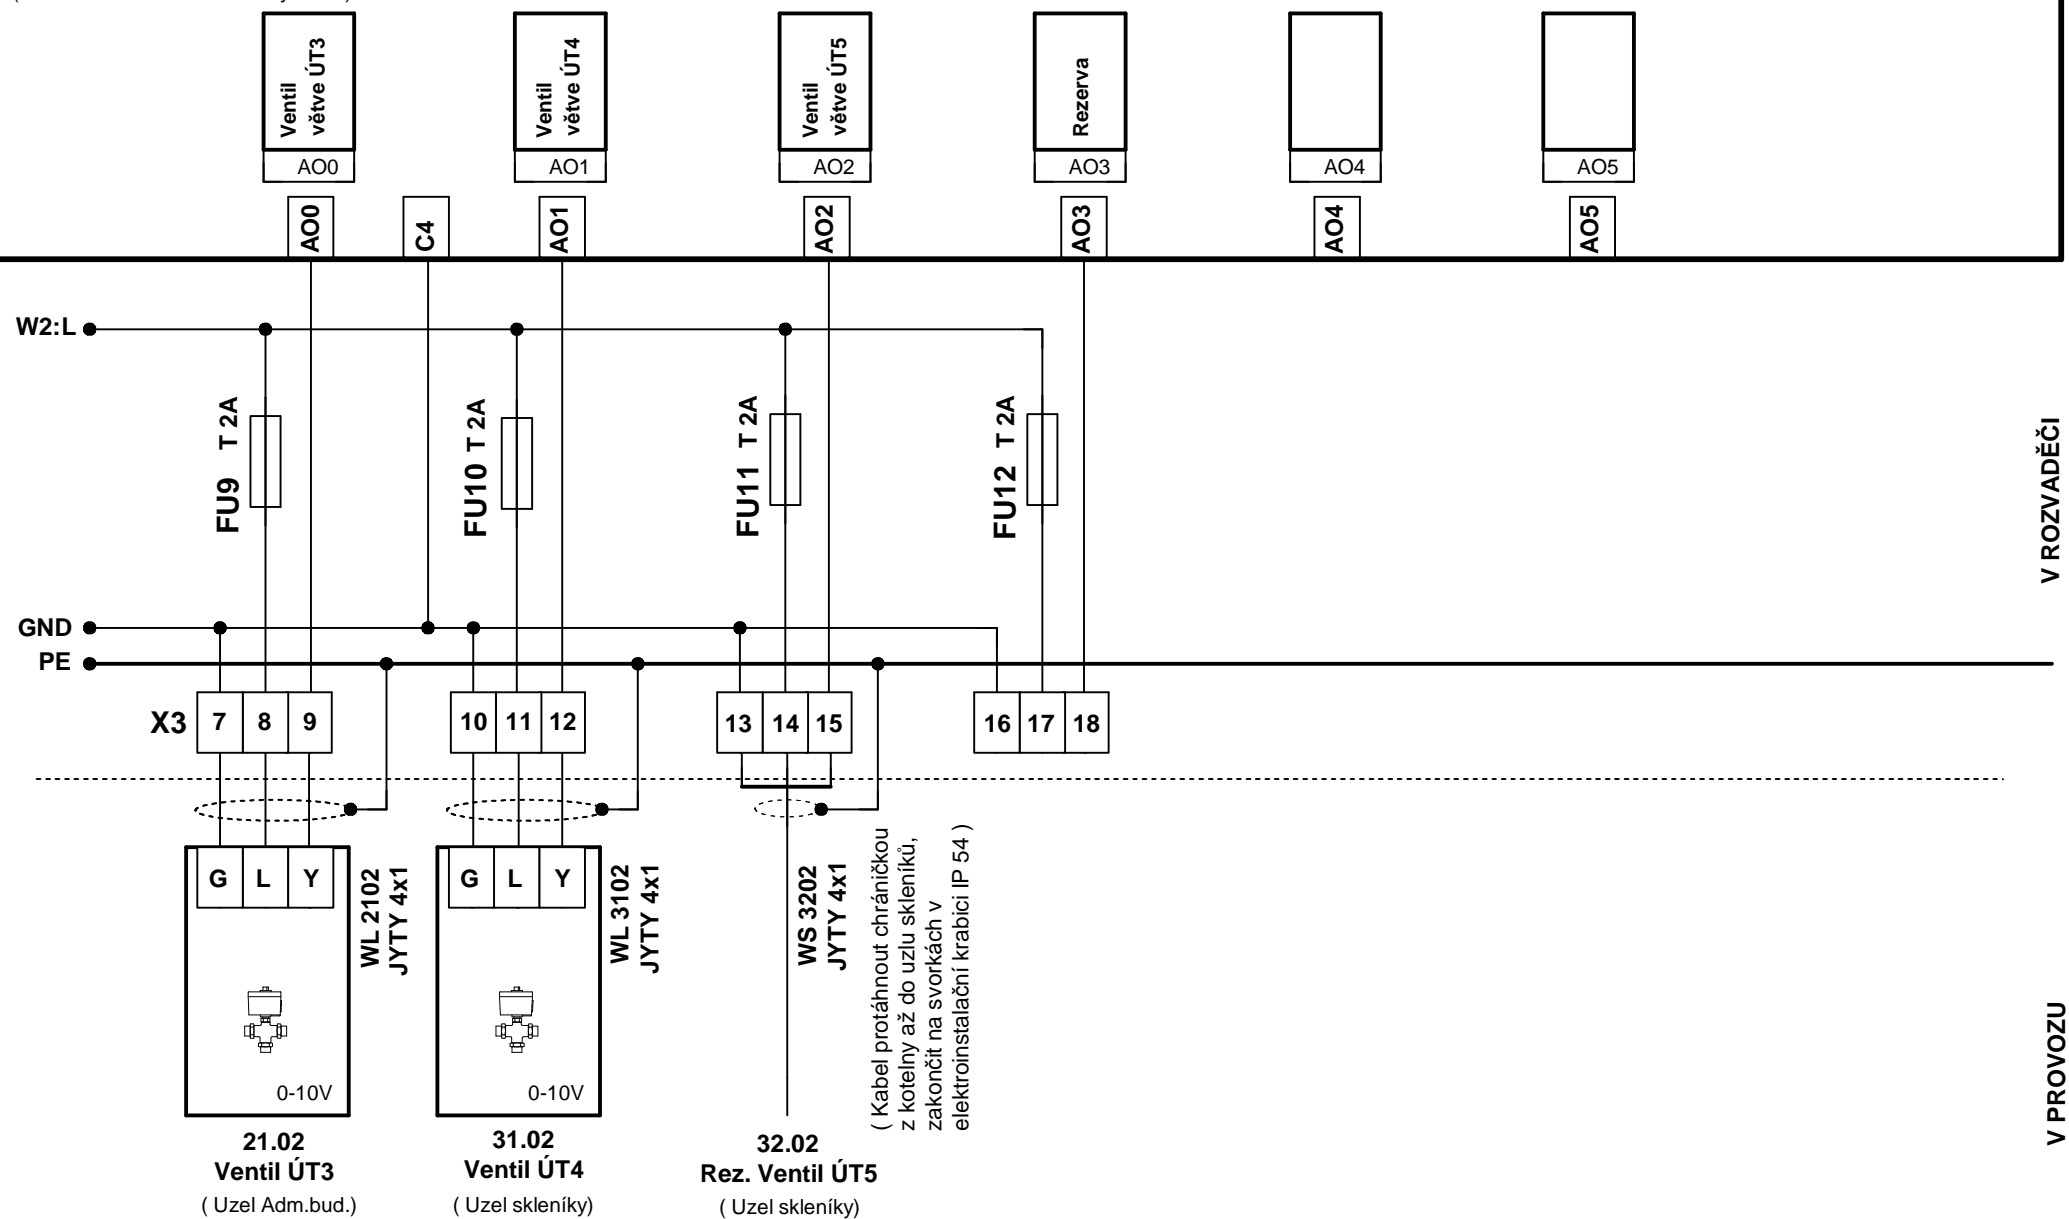 Ventil
větve ÚT3
Ventil
větve ÚT4
Ventil
větve ÚT5
Rezerva
AO0
AO1
AO2
AO3
AO4
AO5
AO0
C4
AO1
AO2
AO3
AO4
AO5
W2:L
FU9 T 2A
FU10 T 2A
FU11 T 2A
FU12 T 2A
V ROZVADĚČI
GND
PE
X3
7
8
9
10
11
12
13
14
15
16
17
18
G
L
Y
WL 2102
JYTY 4x1
G
L
Y
WL 3102
JYTY 4x1
WS 3202
JYTY 4x1
( Kabel protáhnout chráničkou
z kotelny až do uzlu skleníků,
zakončit na svorkách v
elektroinstalační krabici IP 54 )
0-10V
0-10V
V PROVOZU
21.02
Ventil ÚT3
( Uzel Adm.bud.)
31.02
Ventil ÚT4
( Uzel skleníky)
32.02
Rez. Ventil ÚT5
( Uzel skleníky)